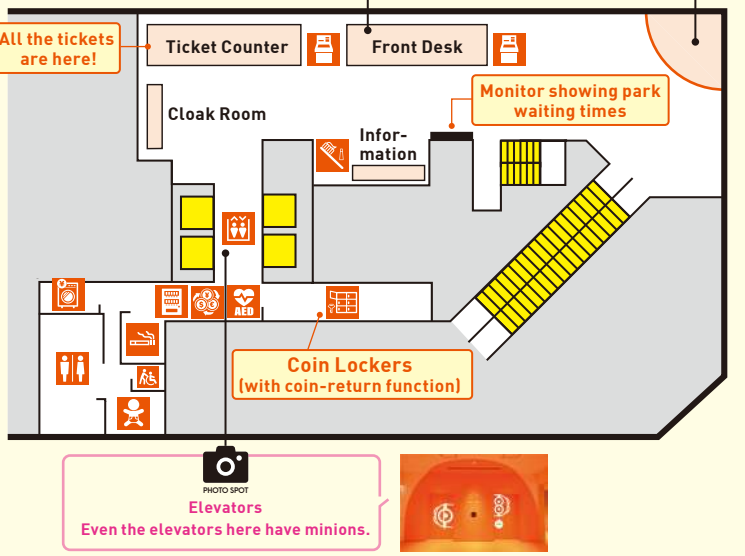 All the tickets
are here!
Ticket Counter
Front Desk
Cloak Room
Monitor showing park
waiting times
Infor-
mation
AED
Coin Lockers
(with coin-return function)
PHOTO SPOT
Elevators
Even the elevators here have minions.